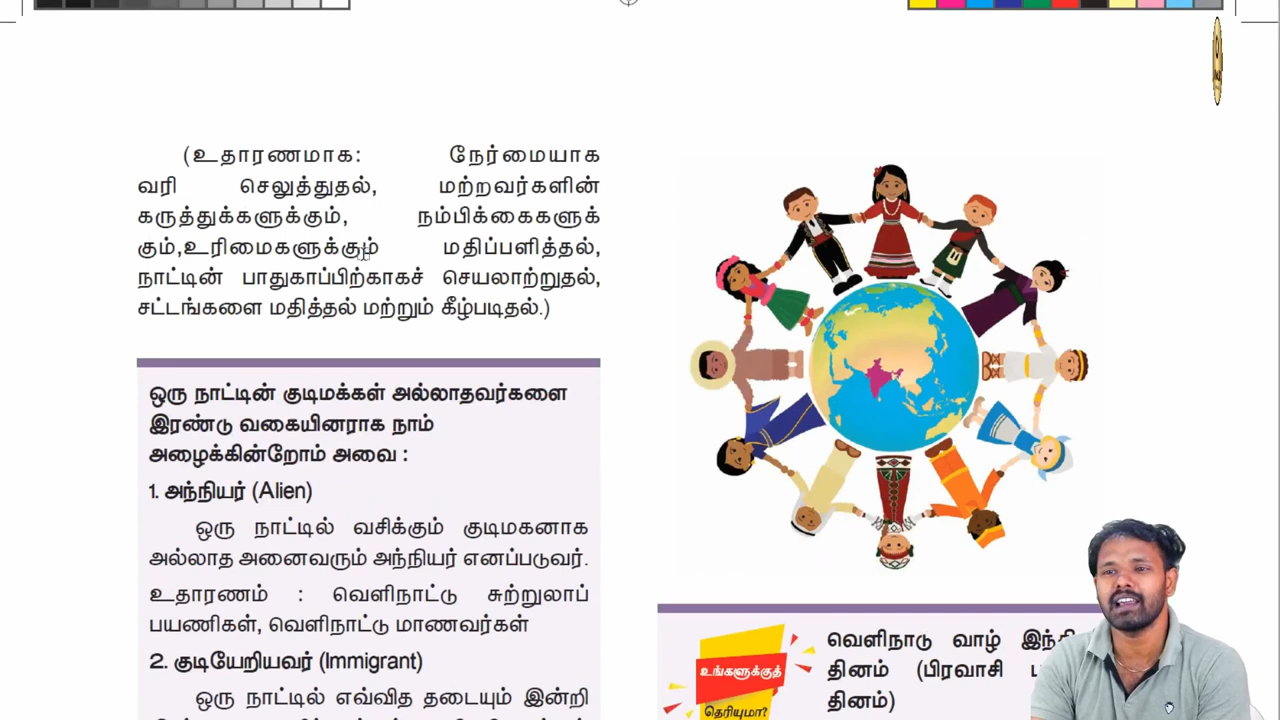 (உதாரணமாக: நேர்மையாக
வரி செலுத்துதல், மற்றவர்களின்
கருத்துக்களுக்கும், நம்பிக்கைகளுக்
கும்,உரிமைகளுக்கும் மதிப்பளித்தல்,
நாட்டின் பாதுகாப்பிற்காகச் செயலாற்றுதல்,
சட்டங்களை மதித்தல் மற்றும் கீழ்படிதல்.)
ஒரு நாட்டின் குடிமக்கள் அல்லாதவர்களை
இரண்டு வகையினராக நாம்
அழைக்கின்றோம் அவை :
1. அந்நியர் (Alien)
ஒரு நாட்டில் வசிக்கும் குடிமகனாக
அல்லாத அனைவரும் அந்நியர் எனப்படுவர்.
உதாரணம் : வெளிநாட்டு சுற்றுலாப்
பயணிகள், வெளிநாட்டு மாணவர்கள்
2. குடியேறியவர் (Immigrant)
ஒரு நாட்டில் எவ்வித தடையும் இன்றி
உங்களுக்குத்
தெரியுமா?
வெளிநாடு வாழ்
தினம் (பிரவாசி
தினம்)